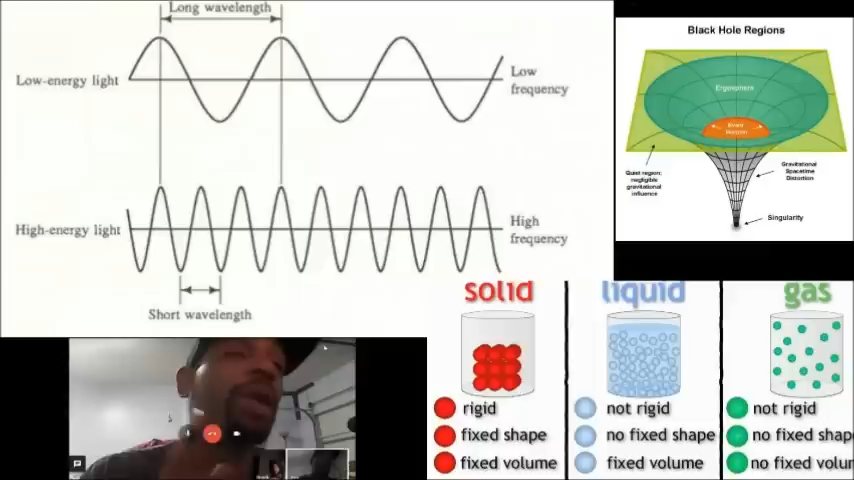 Long wavelength
Low-energy light
Low
frequency
High-energy light
High
frequency
Short wavelength
Black Hole Regions
Ergosphere
Event
Horizon
Quiet region;
negligible
gravitational
influence
Gravitational
Spacetime
Distortion
Singularity
solid
rigid
fixed shape
fixed volume
liquid
not rigid
no fixed shape
fixed volume
gas
not rigid
no fixed shap
no fixed volu